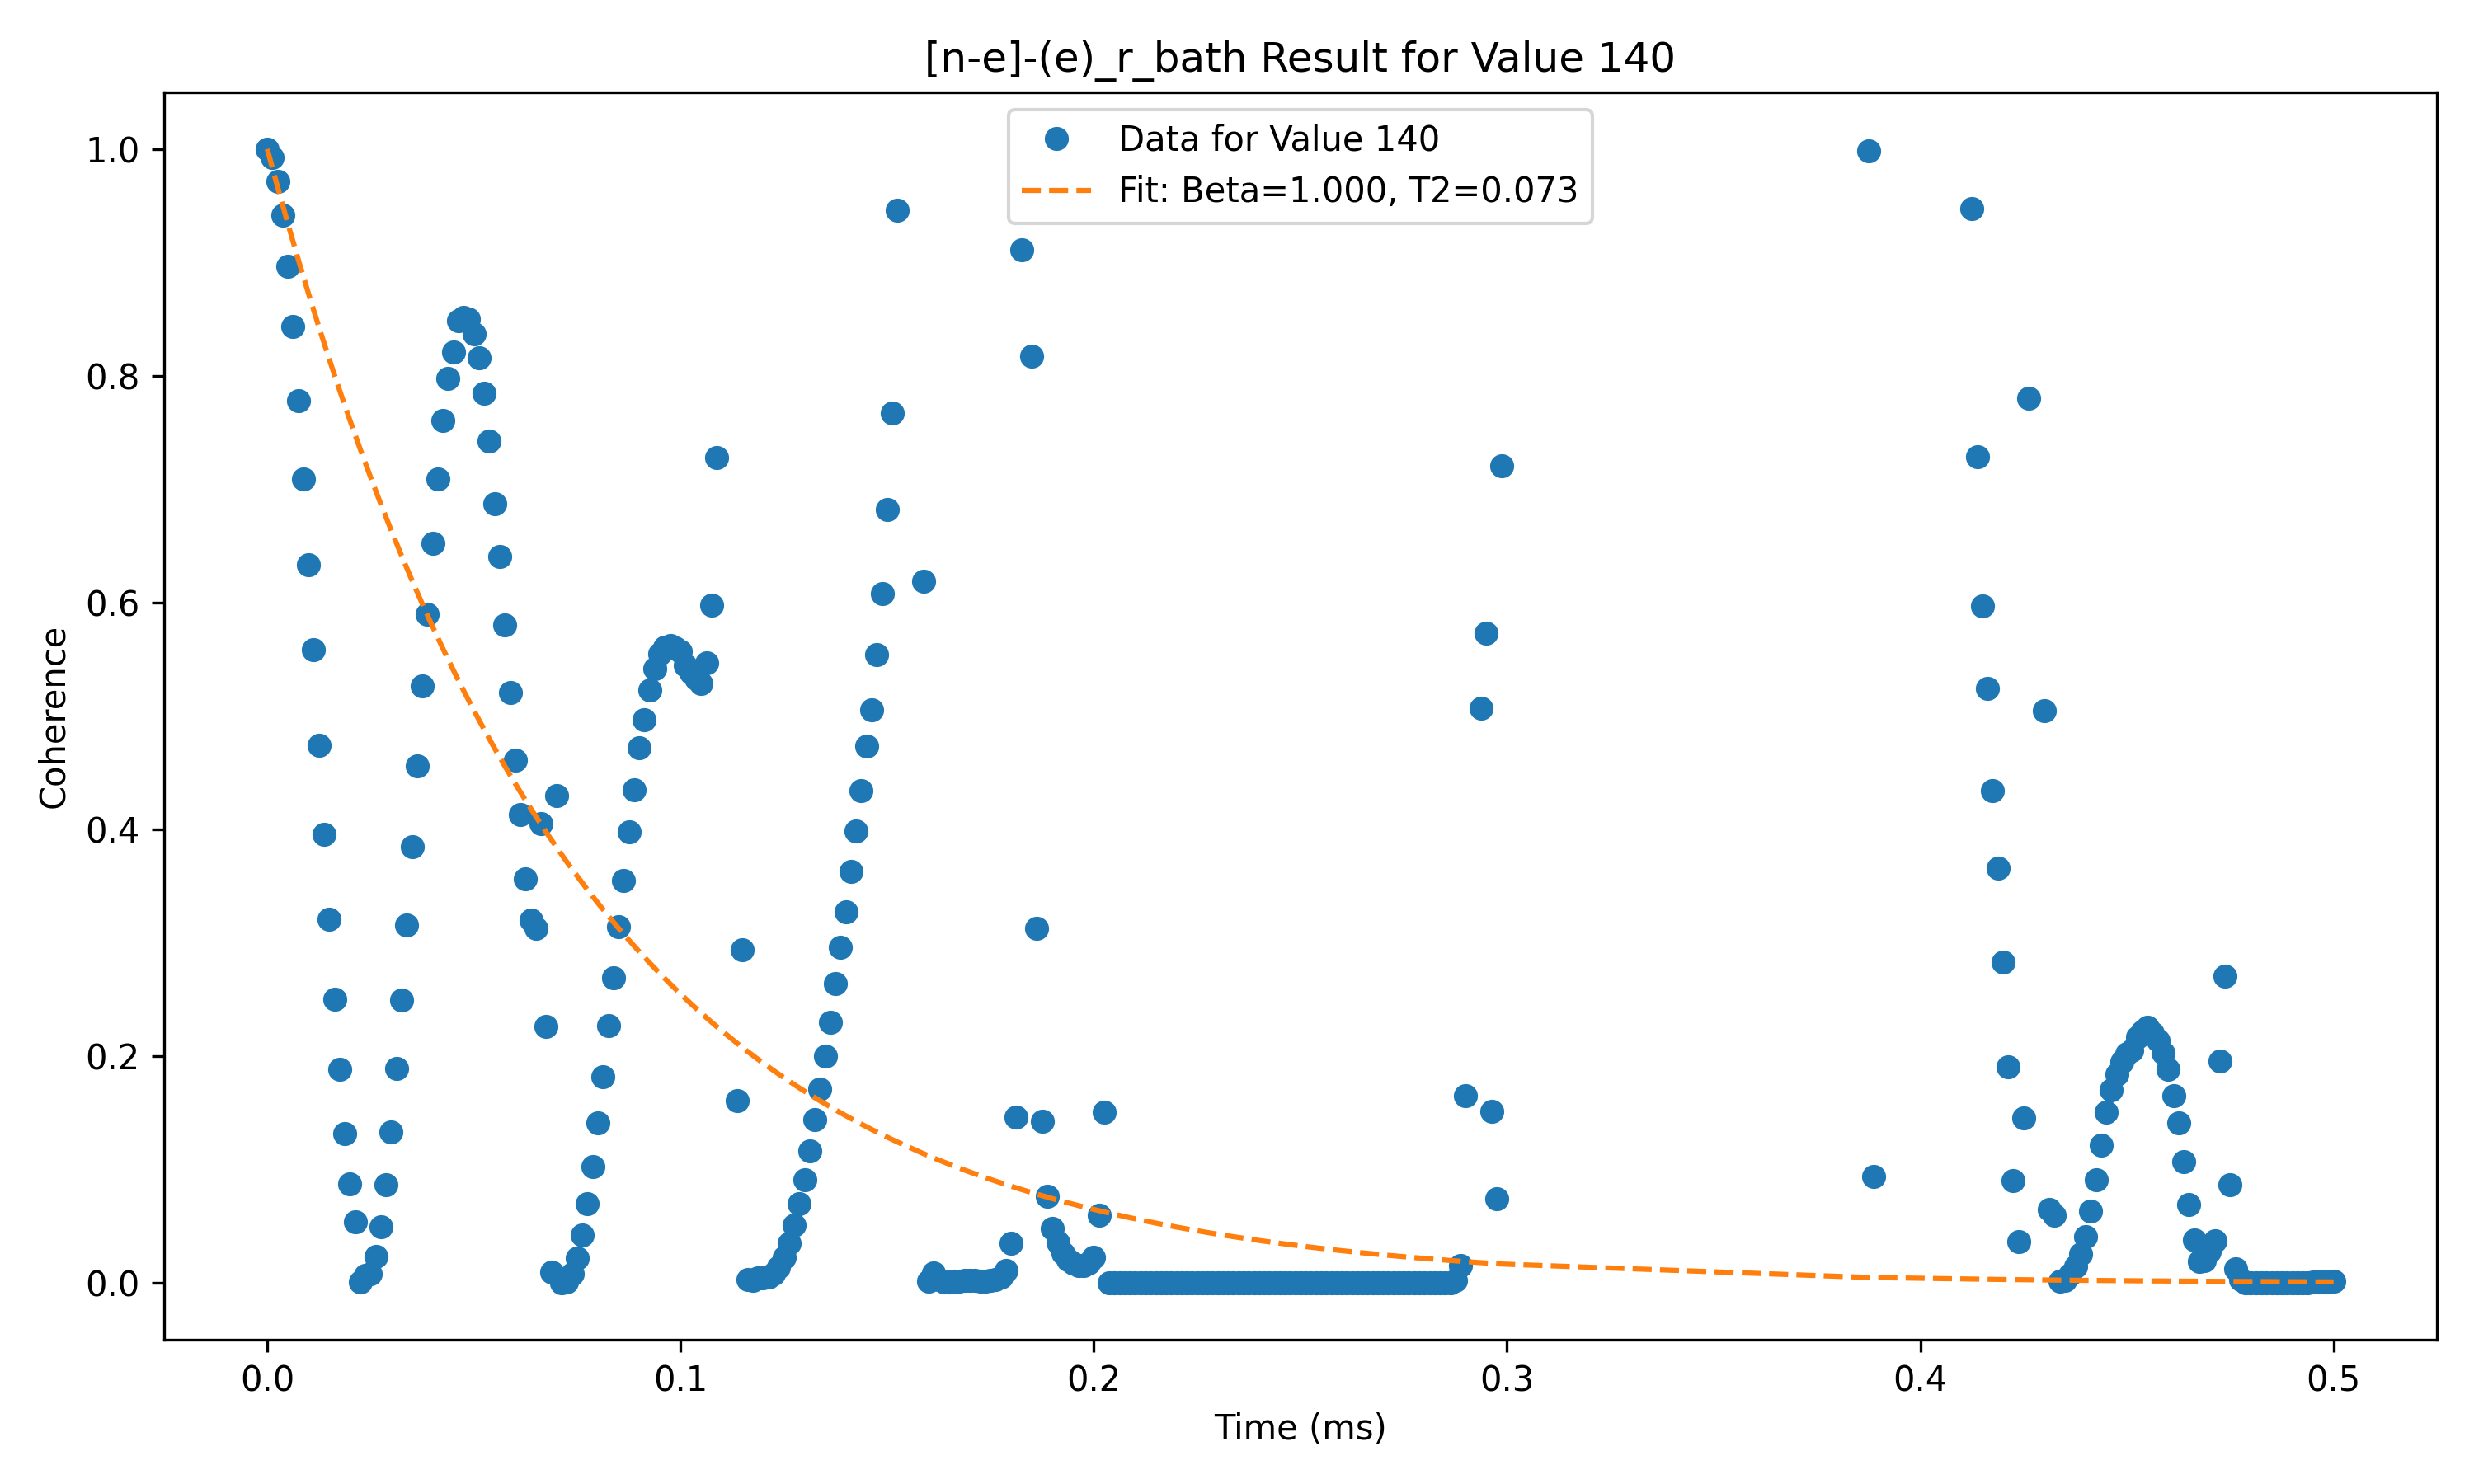 [n-e]-(e)_r_bath Result for Value 140
Data for Value 140
Fit: Beta=1.000, T2=0.073
Coherence
1.0
0.8
0.6
0.4
0.2
0.0
0.0 0.1 0.2 0.3 0.4 0.5
Time (ms)